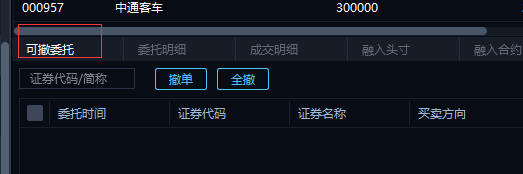 000957 中通客车 300000
可撤委托 委托明细 成交明细 融入头寸 融入合约
证券代码/简称 撤单 全撤
委托时间 证券代码 证券名称 买卖方向